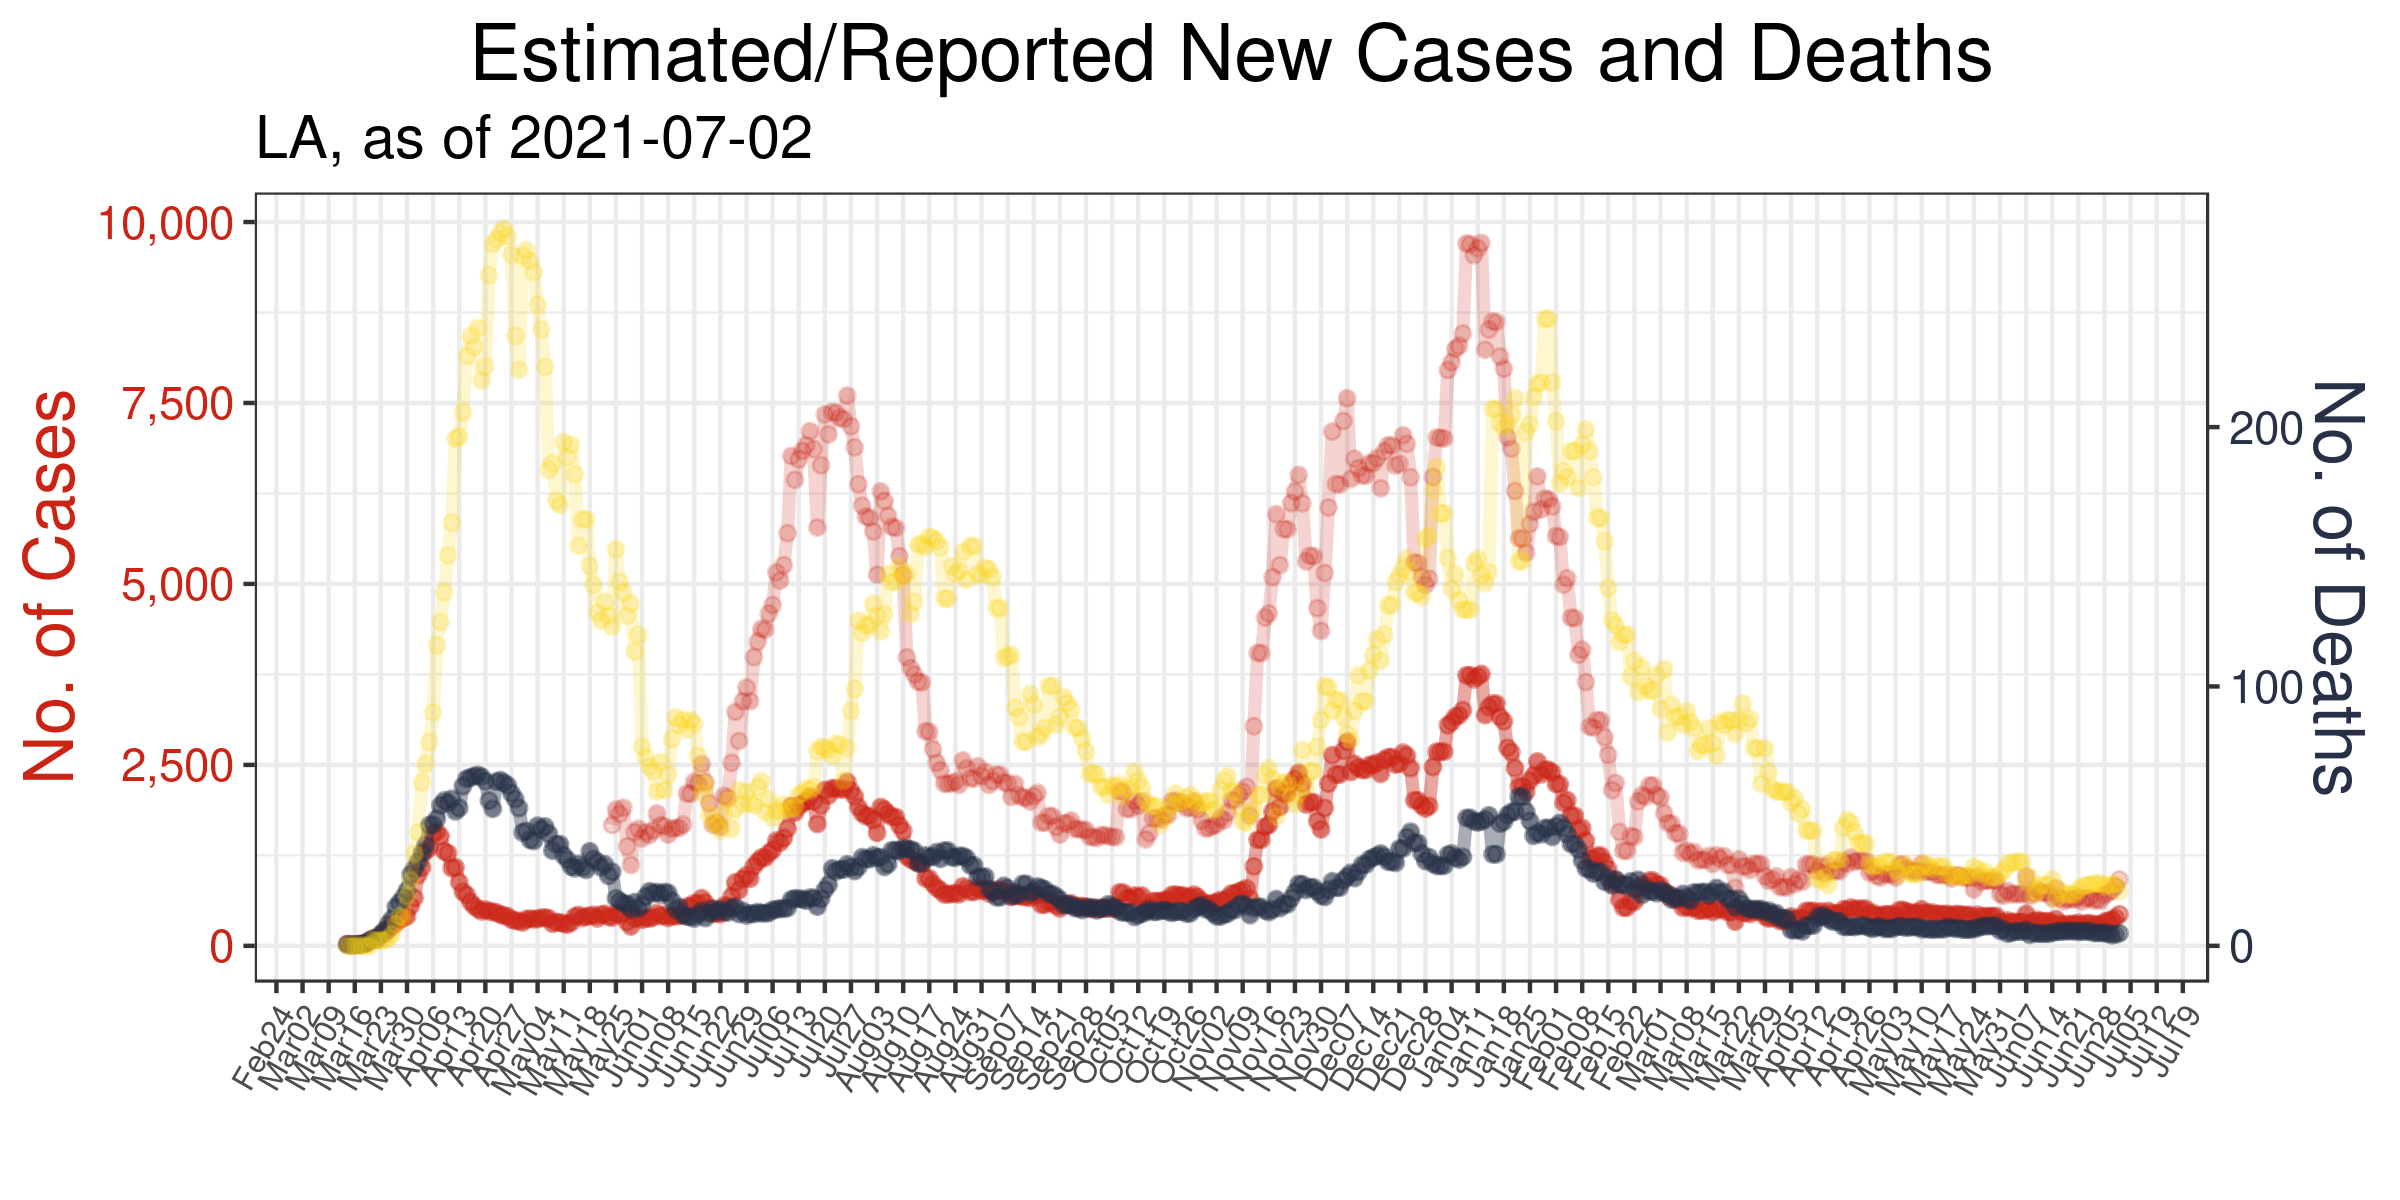 Estimated/Reported New Cases and Deaths
LA, as of 2021-07-02
No. of Cases
10,000
7,500
5,000
2,500
0
No. of Deaths
200
100
0
Feb24
Mar02
Mar09
Mar16
Mar23
Mar30
Apr06
Apr13
Apr20
Apr27
May04
May11
May18
May25
Jun01
Jun08
Jun15
Jun22
Jun29
Jul06
Jul13
Jul20
Jul27
Aug03
Aug10
Aug17
Aug24
Aug31
Sep07
Sep14
Sep21
Sep28
Oct05
Oct12
Oct19
Oct26
Nov02
Nov09
Nov16
Nov23
Nov30
Dec07
Dec14
Dec21
Dec28
Jan04
Jan11
Jan18
Jan25
Feb01
Feb08
Feb15
Feb22
Mar01
Mar08
Mar15
Mar22
Mar29
Apr05
Apr12
Apr19
Apr26
May03
May10
May17
May24
May31
Jun07
Jun14
Jun21
Jun28
Jul05
Jul12
Jul19